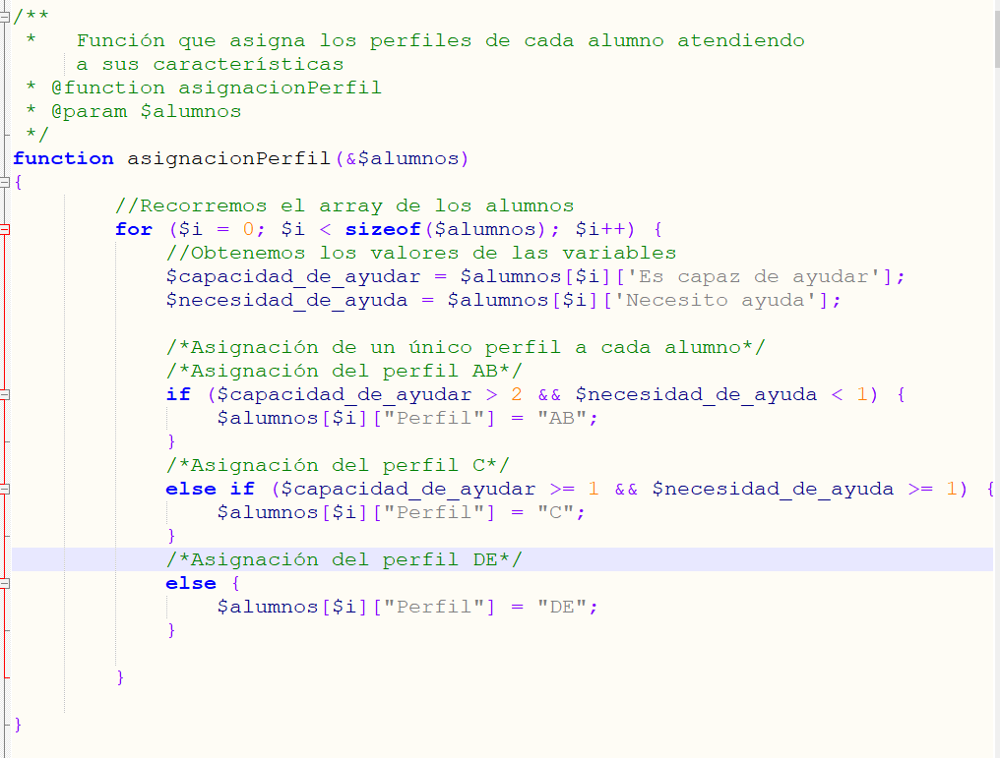 /**
 *   Función que asigna los perfiles de cada alumno atendiendo
     a sus características
 * @function asignacionPerfil
 * @param $alumnos
 */
function asignacionPerfil(&$alumnos)
{
        //Recorremos el array de los alumnos
        for ($i = 0; $i < sizeof($alumnos); $i++) {
            //Obtenemos los valores de las variables
            $capacidad_de_ayudar = $alumnos[$i]['Es capaz de ayudar'];
            $necesidad_de_ayuda = $alumnos[$i]['Necesito ayuda'];

            /*Asignación de un único perfil a cada alumno*/
            /*Asignación del perfil AB*/
            if ($capacidad_de_ayudar > 2 && $necesidad_de_ayuda < 1) {
                $alumnos[$i]["Perfil"] = "AB";
            }
            /*Asignación del perfil C*/
            else if ($capacidad_de_ayudar >= 1 && $necesidad_de_ayuda >= 1) {
                $alumnos[$i]["Perfil"] = "C";
            }
            /*Asignación del perfil DE*/
            else {
                $alumnos[$i]["Perfil"] = "DE";
            }

        }

}